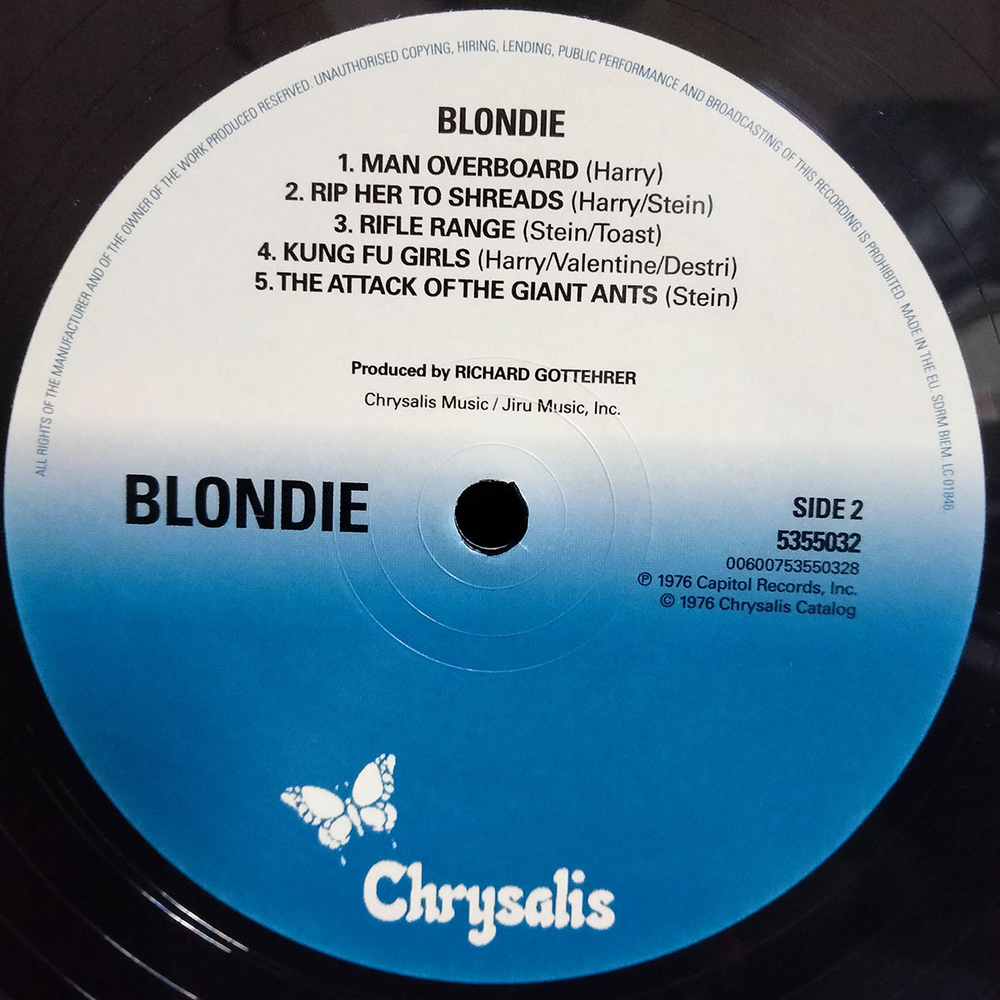 ALL RIGHTS OF THE MANUFACTURER AND OF THE OWNER OF THE WORK PRODUCED RESERVED. UNAUTHORISED COPYING, HIRING, LENDING, PUBLIC PERFORMANCE AND BROADCASTING OF THIS RECORDING IS PROHIBITED. MADE IN THE EU. SDRM BIEM. LC 01846.
BLONDIE
1. MAN OVERBOARD (Harry)
2. RIP HER TO SHREADS (Harry/Stein)
3. RIFLE RANGE (Stein/Toast)
4. KUNG FU GIRLS (Harry/Valentine/Destri)
5. THE ATTACK OF THE GIANT ANTS (Stein)
Produced by RICHARD GOTTEHRER
Chrysalis Music / Jiru Music, Inc.
BLONDIE
SIDE 2
5355032
00600753550328
℗ 1976 Capitol Records, Inc.
© 1976 Chrysalis Catalog
Chrysalis